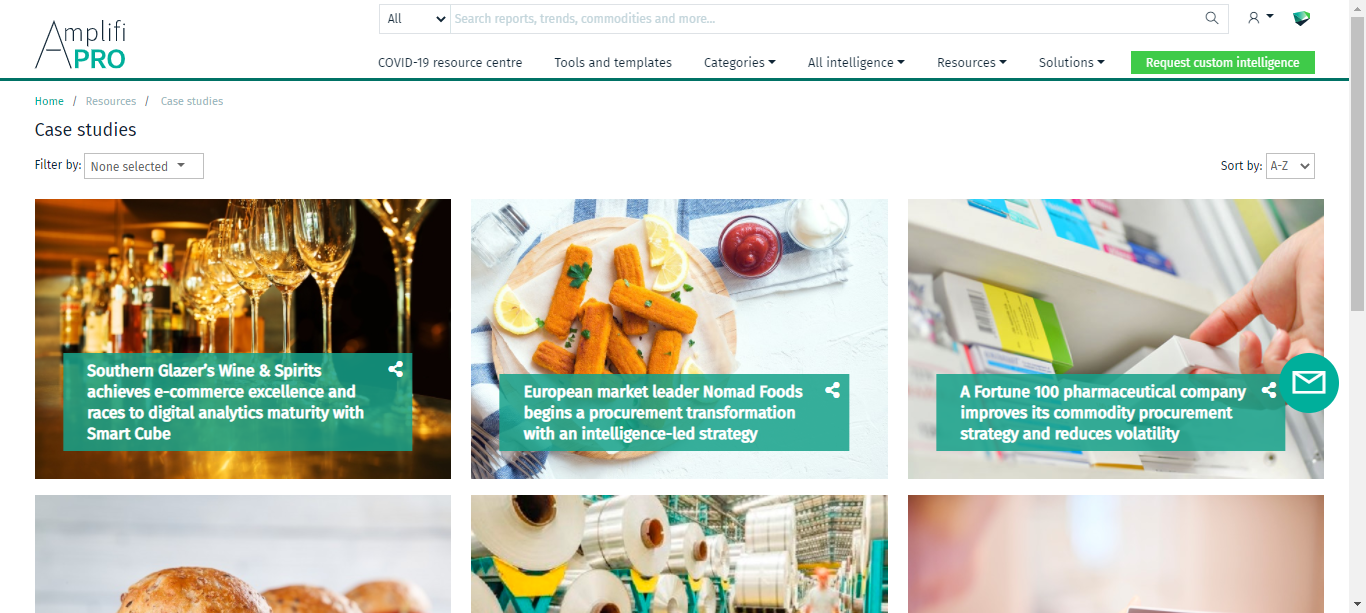 Amplifi
PRO
All
Search reports, trends, commodities and more...
COVID-19 resource centre
Tools and templates
Categories
All intelligence
Resources
Solutions
Request custom intelligence
Home / Resources / Case studies
Case studies
Filter by: None selected
Sort by: A-Z
Southern Glazer's Wine & Spirits
achieves e-commerce excellence and
races to digital analytics maturity with
Smart Cube
European market leader Nomad Foods
begins a procurement transformation
with an intelligence-led strategy
A Fortune 100 pharmaceutical company
improves its commodity procurement
strategy and reduces volatility